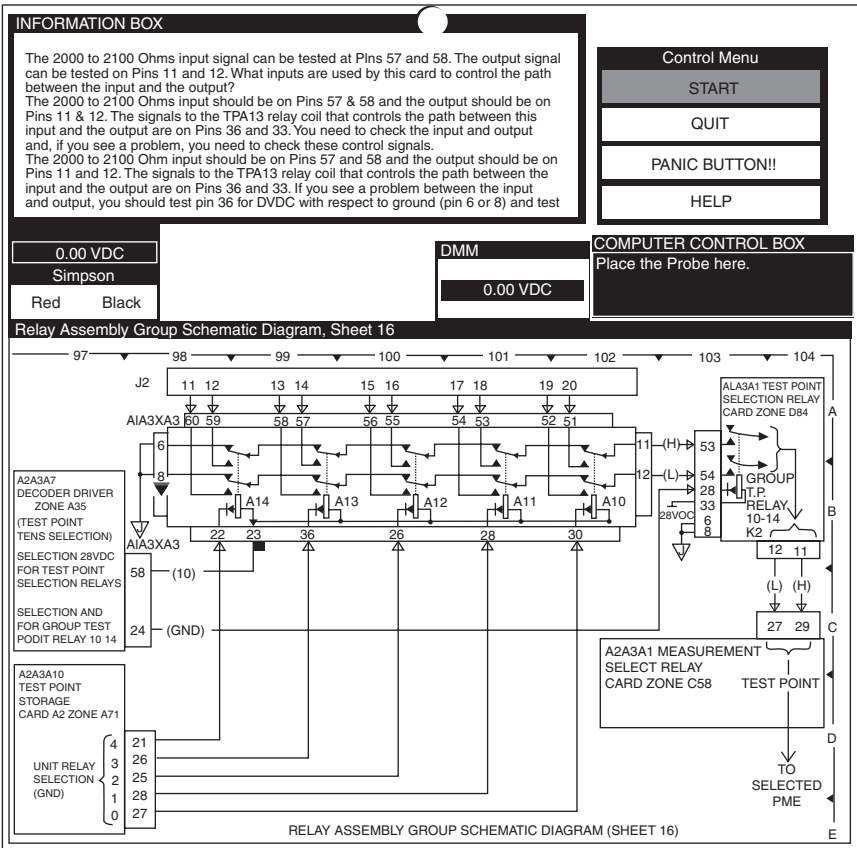 INFORMATION BOX
The 2000 to 2100 Ohms input signal can be tested at PIns 57 and 58. The output signal
can be tested on Pins 11 and 12. What inputs are used by this card to control the path
between the input and the output?
The 2000 to 2100 Ohms input should be on Pins 57 & 58 and the output should be on
Pins 11 & 12. The signals to the TPA13 relay coil that controls the path between this
input and the output are on Pins 36 and 33. You need to check the input and output
and, if you see a problem, you need to check these control signals.
The 2000 to 2100 Ohm input should be on Pins 57 and 58 and the output should be on
Pins 11 and 12. The signals to the TPA13 relay coil that controls the path between the
input and the output are on Pins 36 and 33. If you see a problem between the input
and output, you should test pin 36 for DVDC with respect to ground (pin 6 or 8) and test
Control Menu
START
QUIT
PANIC BUTTON!!
HELP
0.00 VDC
Simpson
Red Black
DMM
0.00 VDC
COMPUTER CONTROL BOX
Place the Probe here.
Relay Assembly Group Schematic Diagram, Sheet 16
97 98 99 100 101 102 103 104
J2 11 12 13 14 15 16 17 18 19 20
AIA3XA3 60 59 58 57 56 55 54 53 52 51
6 11 (H) 53
8 12 (L) 54
28
33
28VOC
6
8
A14 A13 A12 A11 A10
AIA3XA3 22 23 36 26 28 30
ALA3A1 TEST POINT
SELECTION RELAY
CARD ZONE D84
GROUP
T.P.
RELAY
10-14
K2
12 11
(L) (H)
27 29
A
B
C
D
E
A2A3A7
DECODER DRIVER
ZONE A35
(TEST POINT
TENS SELECTION)
SELECTION 28VDC
FOR TEST POINT
SELECTION RELAYS
58 (10)
SELECTION AND
FOR GROUP TEST
PODIT RELAY 10 14
24 (GND)
A2A3A1 MEASUREMENT
SELECT RELAY
CARD ZONE C58
TEST POINT
TO
SELECTED
PME
A2A3A10
TEST POINT
STORAGE
CARD A2 ZONE A71
UNIT RELAY
SELECTION
(GND)
4 21
3 26
2 25
1 28
0 27
RELAY ASSEMBLY GROUP SCHEMATIC DIAGRAM (SHEET 16)